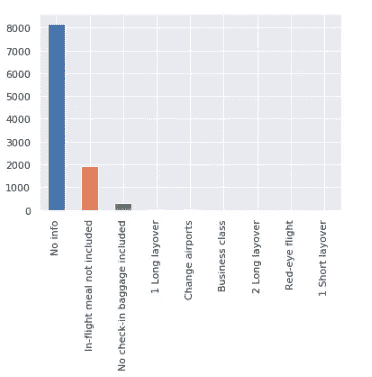 8000
7000
6000
5000
4000
3000
2000
1000
0
No info
In-flight meal not included
No check-in baggage included
1 Long layover
Change airports
Business class
2 Long layover
Red-eye flight
1 Short layover